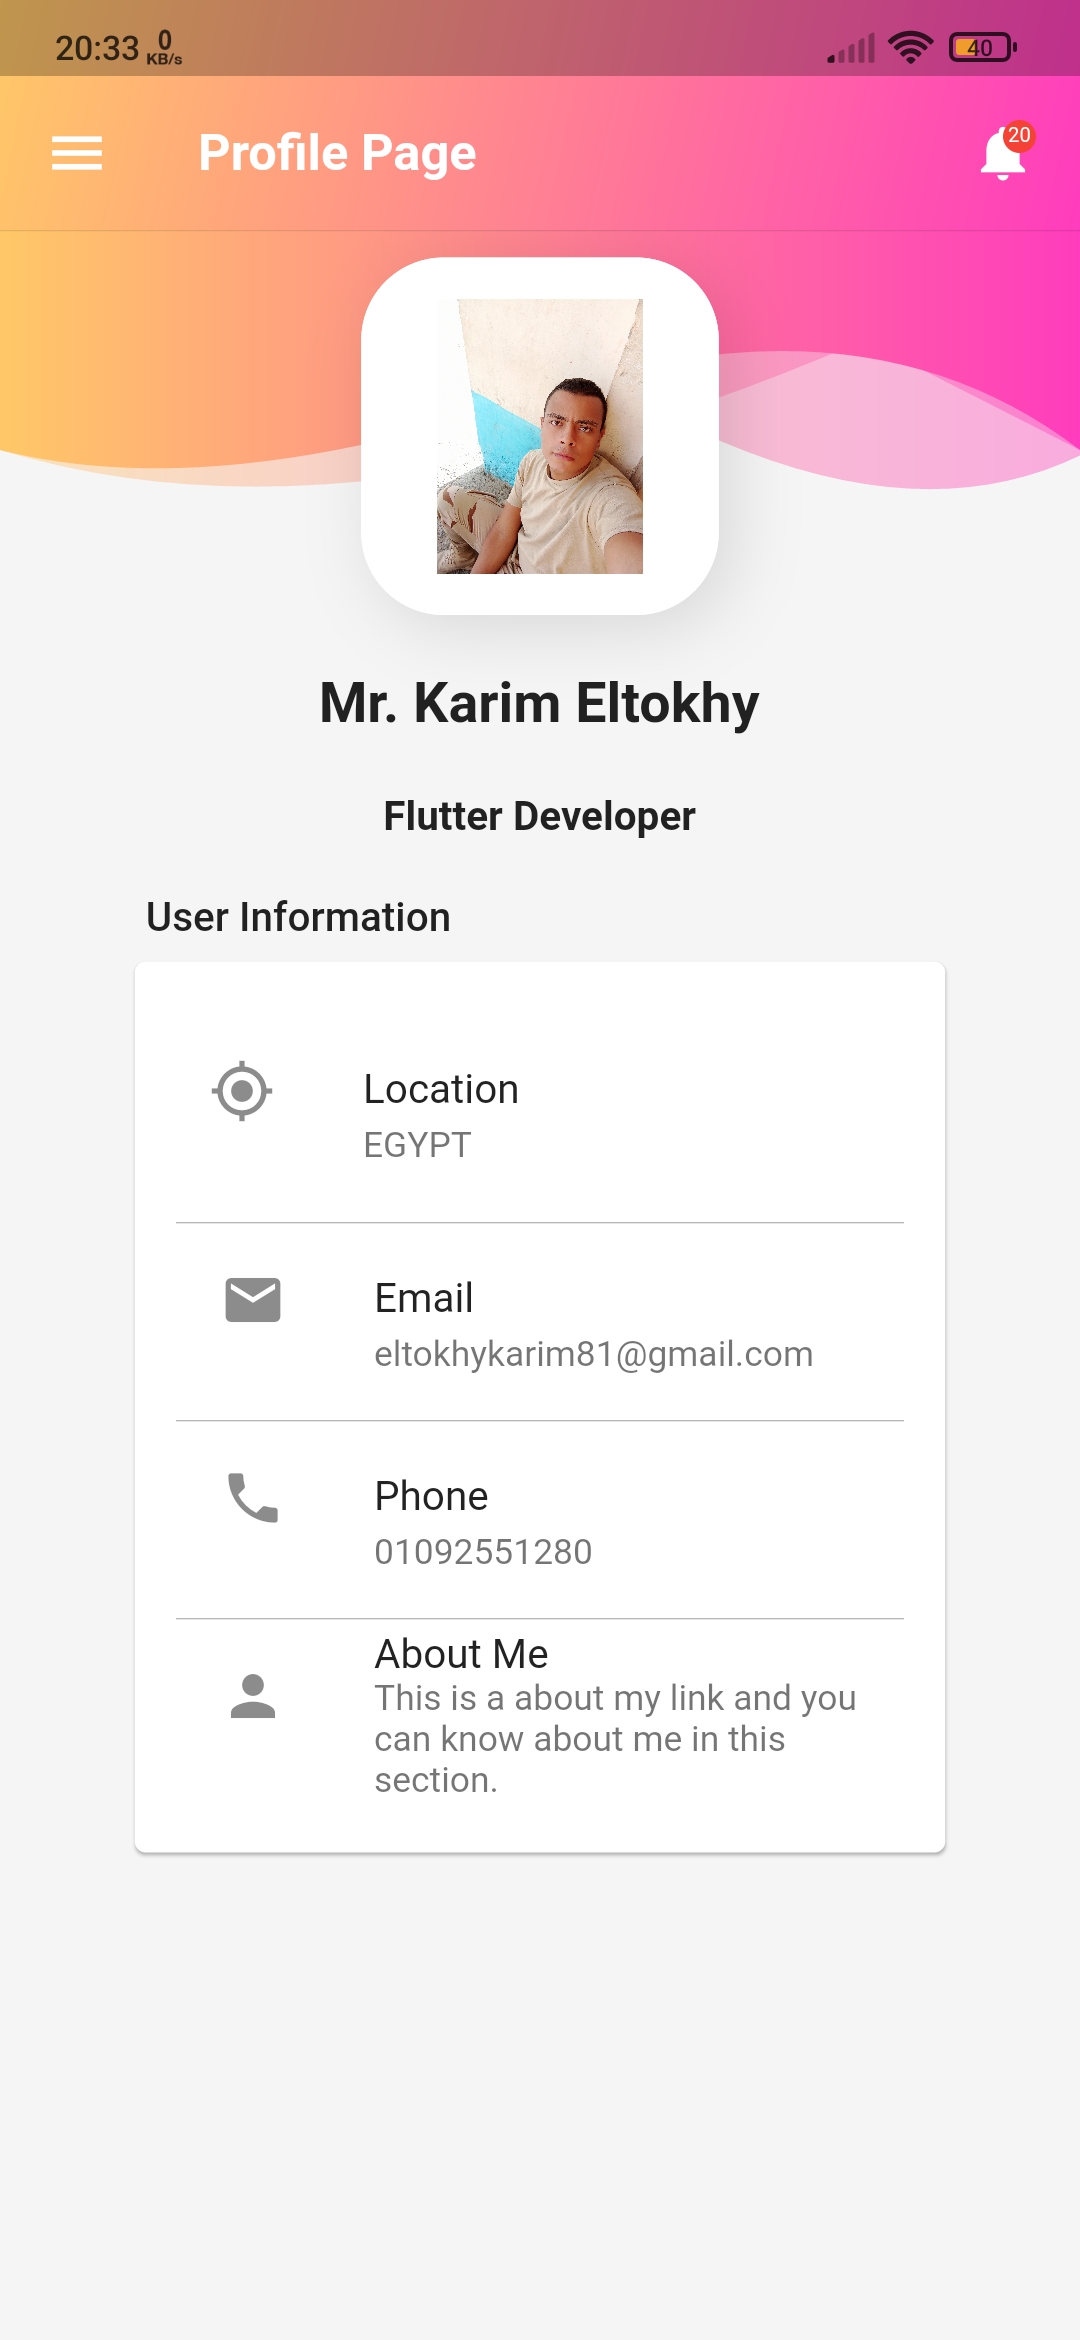 20:33 0 KB/s 40
Profile Page 20
Mr. Karim Eltokhy
Flutter Developer
User Information
Location
EGYPT
Email
eltokhykarim81@gmail.com
Phone
01092551280
About Me
This is a about my link and you
can know about me in this
section.